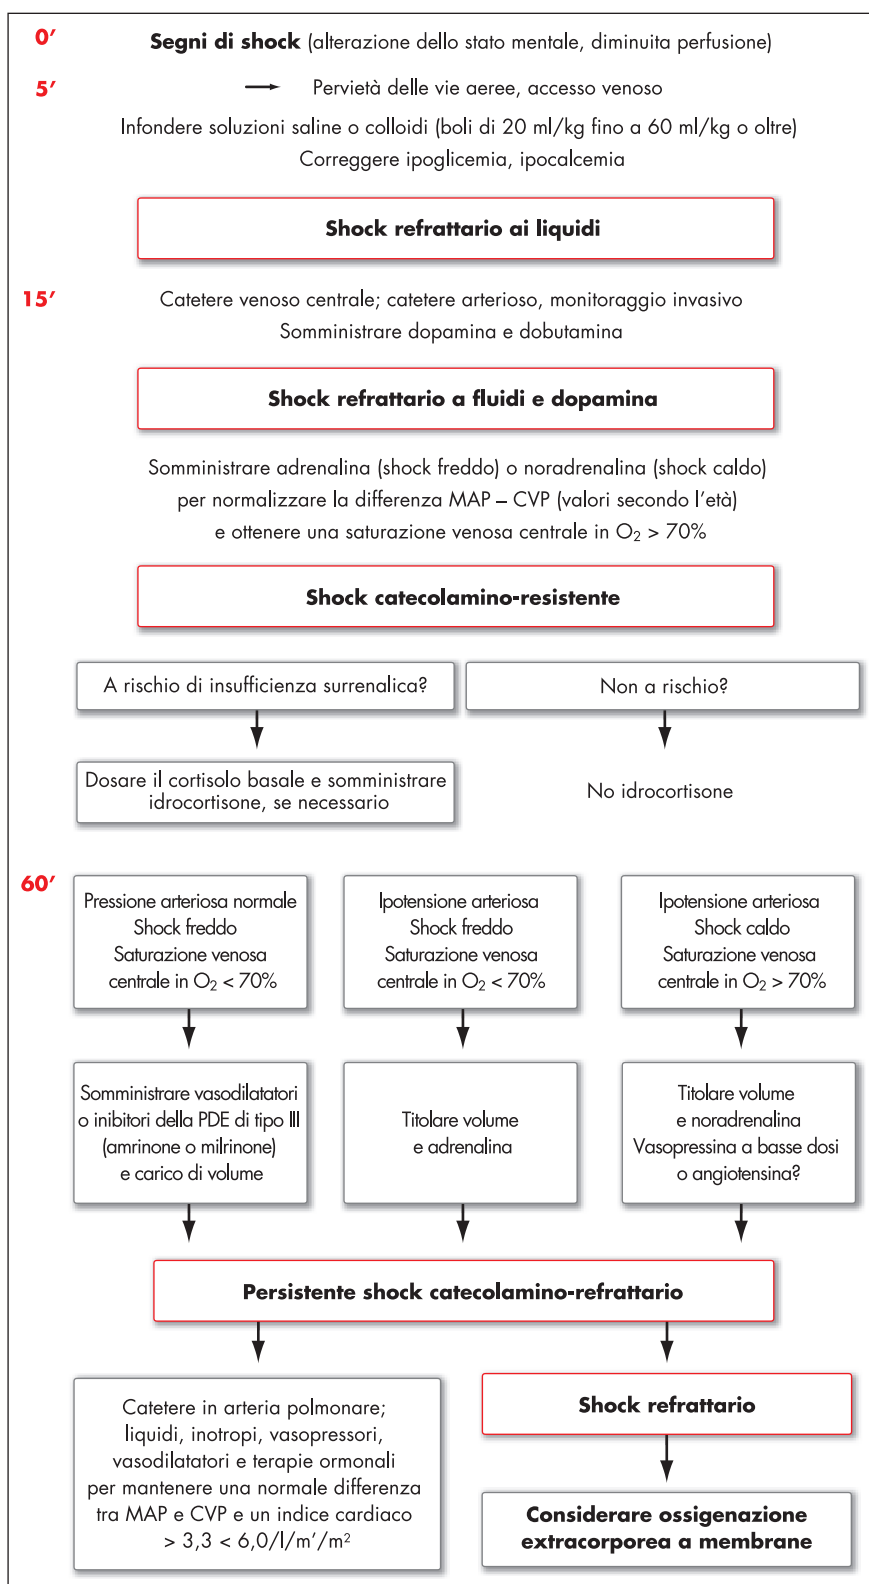 0’
Segni di shock (alterazione dello stato mentale, diminuita perfusione)
5’
Pervietà delle vie aeree, accesso venoso
Infondere soluzioni saline o colloidi (boli di 20 ml/kg fino a 60 ml/kg o oltre)
Correggere ipoglicemia, ipocalcemia
Shock refrattario ai liquidi
15’
Catetere venoso centrale; catetere arterioso, monitoraggio invasivo
Somministrare dopamina e dobutamina
Shock refrattario a fluidi e dopamina
Somministrare adrenalina (shock freddo) o noradrenalina (shock caldo)
per normalizzare la differenza MAP – CVP (valori secondo l’età)
e ottenere una saturazione venosa centrale in O₂ > 70%
Shock catecolamino-resistente
A rischio di insufficienza surrenalica?
Non a rischio?
Dosare il cortisolo basale e somministrare
idrocortisone, se necessario
No idrocortisone
60’
Pressione arteriosa normale
Shock freddo
Saturazione venosa
centrale in O₂ < 70%
Ipotensione arteriosa
Shock freddo
Saturazione venosa
centrale in O₂ <70%
Ipotensione arteriosa
Shock caldo
Saturazione venosa
centrale in O₂ > 70%
Somministrare vasodilatatori
o inibitori della PDE di tipo III
(amrinone o milrinone)
e carico di volume
Titolare volume
e adrenalina
Titolare volume
e noradrenalina
Vasopressina a basse dosi
o angiotensina?
Persistente shock catecolamino-refrattario
Catetere in arteria polmonare;
liquidi, inotropi, vasopressori,
vasodilatatori e terapie ormonali
per mantenere una normale differenza
tra MAP e CVP e un indice cardiaco
> 3,3 < 6,0/l/m’/m²
Shock refrattario
Considerare ossigenazione
extracorporea a membrane